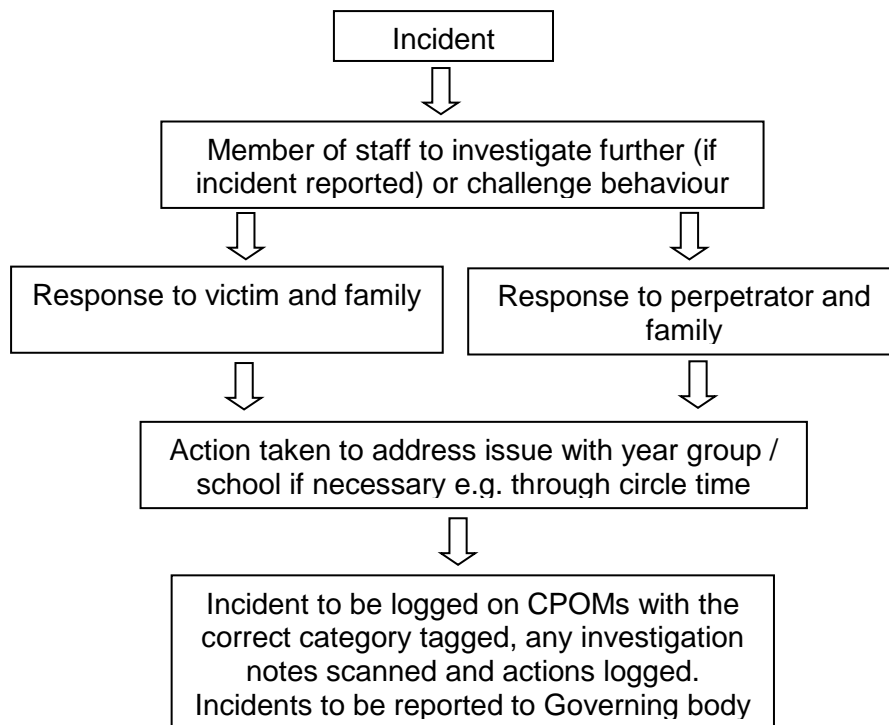 Incident
Member of staff to investigate further (if
incident reported) or challenge behaviour
Response to victim and family
Response to perpetrator and
family
Action taken to address issue with year group /
school if necessary e.g. through circle time
Incident to be logged on CPOMs with the
correct category tagged, any investigation
notes scanned and actions logged.
Incidents to be reported to Governing body